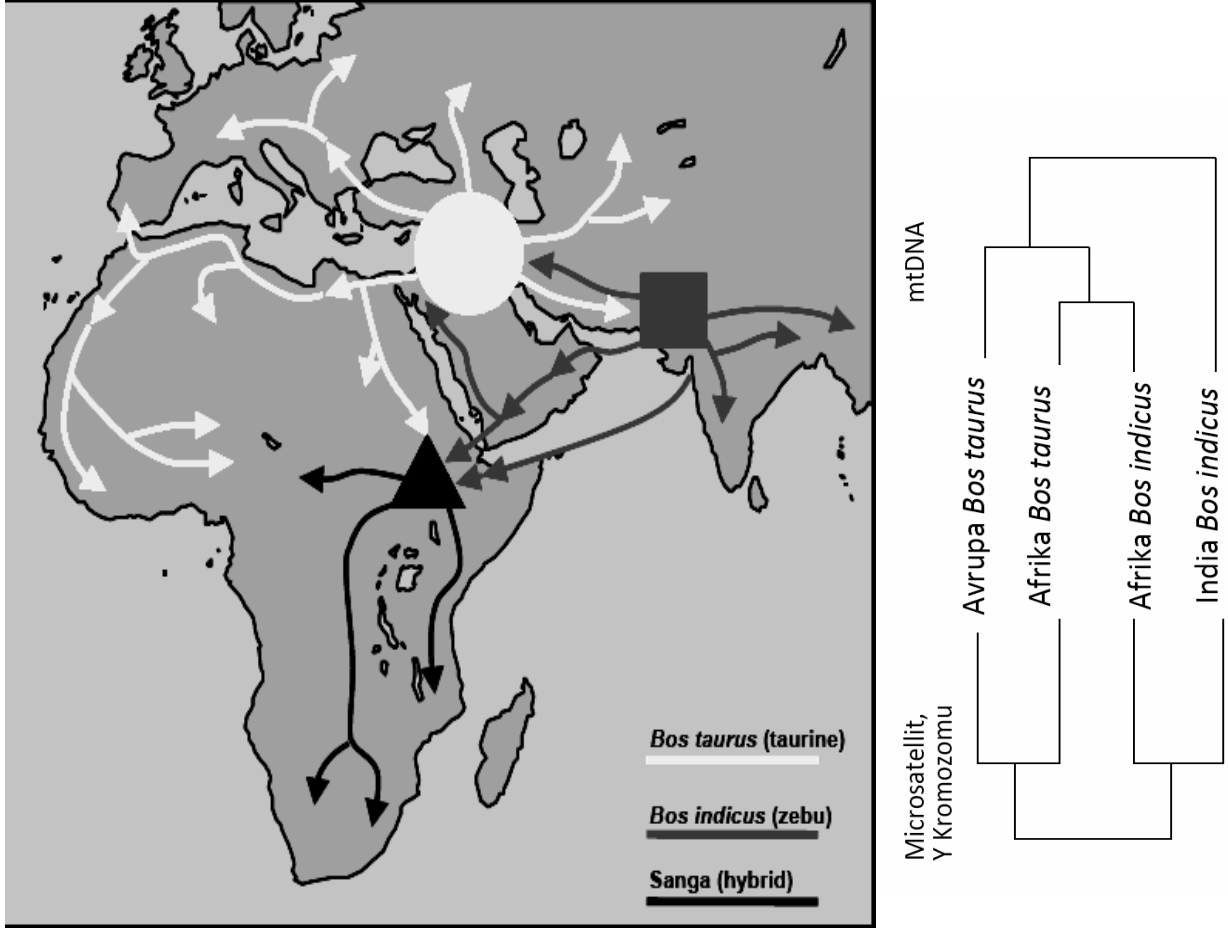 Bos taurus (taurine)
Bos indicus (zebu)
Sanga (hybrid)
mtDNA
Avrupa Bos taurus
Afrika Bos taurus
Afrika Bos indicus
India Bos indicus
Microsatellit,
Y Kromozomu